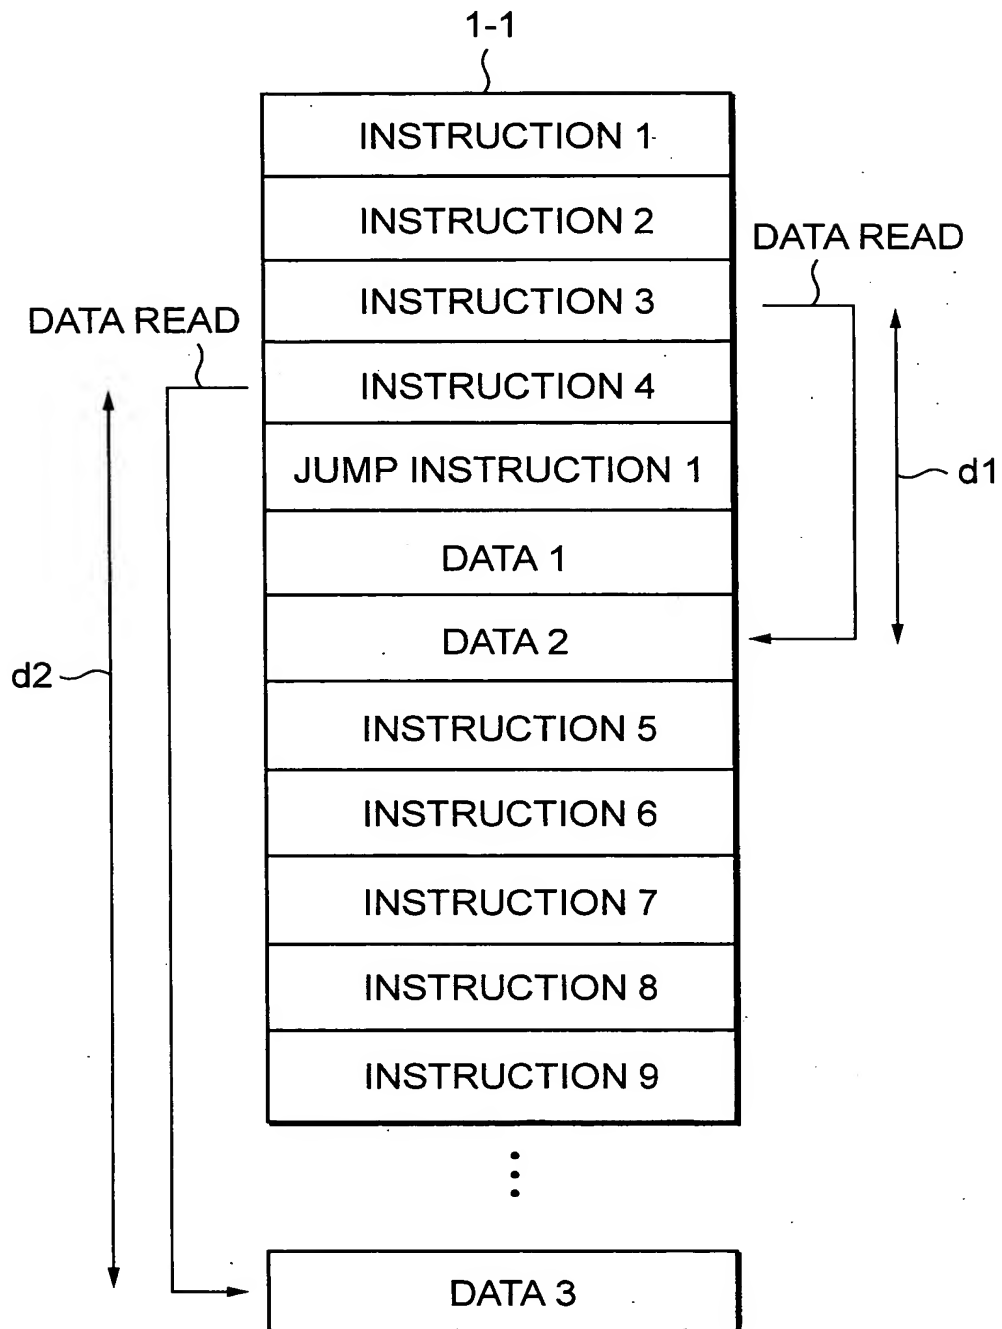 1-1
INSTRUCTION 1
INSTRUCTION 2
DATA READ
INSTRUCTION 3
DATA READ
INSTRUCTION 4
JUMP INSTRUCTION 1
d1
DATA 1
DATA 2
d2
INSTRUCTION 5
INSTRUCTION 6
INSTRUCTION 7
INSTRUCTION 8
INSTRUCTION 9
DATA 3